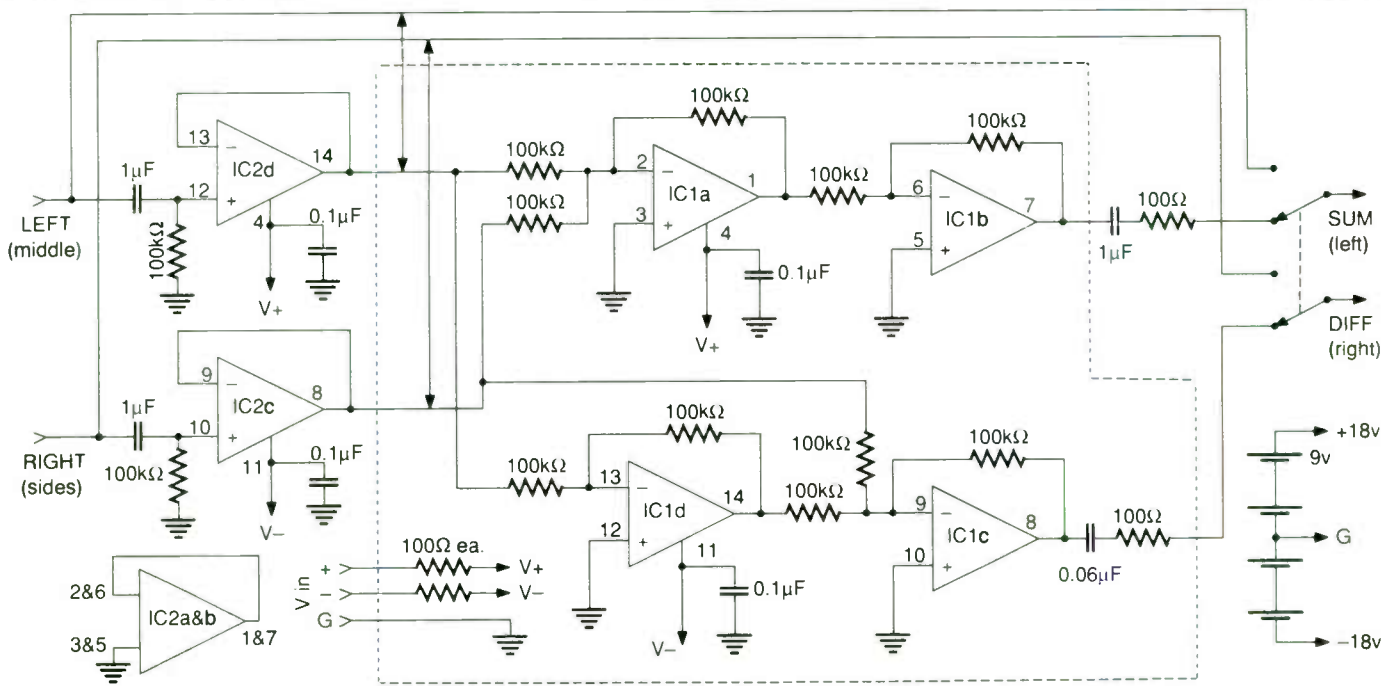 100kΩ
100kΩ
13
−
IC2d
14
12
+
4
1µF
0.1µF
100kΩ
V+
LEFT
(middle)
100kΩ
100kΩ
2
−
IC1a
1
3
+
4
0.1µF
V+
100kΩ
6
−
IC1b
7
5
+
1µF
100Ω
SUM
(left)
DIFF
(right)
9
−
IC2c
8
10
+
11
1µF
0.1µF
100kΩ
V−
RIGHT
(sides)
100kΩ
100kΩ
13
−
IC1d
14
12
+
11
0.1µF
V−
100kΩ
100kΩ
100kΩ
9
−
IC1c
8
10
+
0.06µF
100Ω
+18v
9v
G
−18v
2&6
IC2a&b
3&5
1&7
100Ω ea.
V in
+
V+
−
V−
G